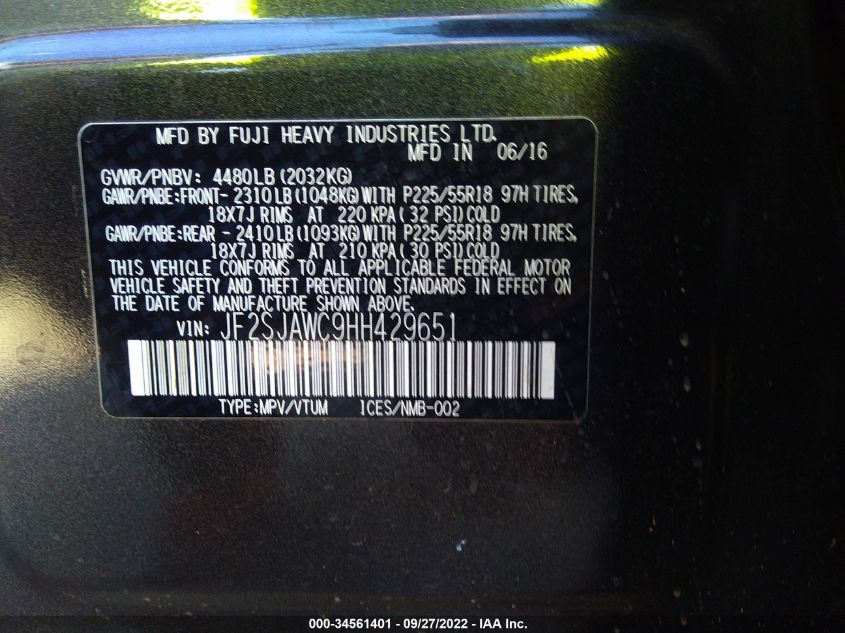 MFD BY FUJI HEAVY INDUSTRIES LTD.
MFD IN 06/16
GVWR/PNBV: 4480LB (2032KG)
GAWR/PNBE:FRONT- 2310LB (1048KG) WITH P225/55R18 97H TIRES,
18X7J RIMS AT 220 KPA ( 32 PSI) COLD
GAWR/PNBE:REAR - 2410LB (1093KG) WITH P225/55R18 97H TIRES,
18X7J RIMS AT 210 KPA ( 30 PSI) COLD
THIS VEHICLE CONFORMS TO ALL APPLICABLE FEDERAL MOTOR
VEHICLE SAFETY AND THEFT PREVENTION STANDARDS IN EFFECT ON
THE DATE OF MANUFACTURE SHOWN ABOVE.
VIN: JF2SJAWC9HH429651
TYPE:MPV/VTUM ICES/NMB-002
000-34561401 - 09/27/2022 - IAA Inc.